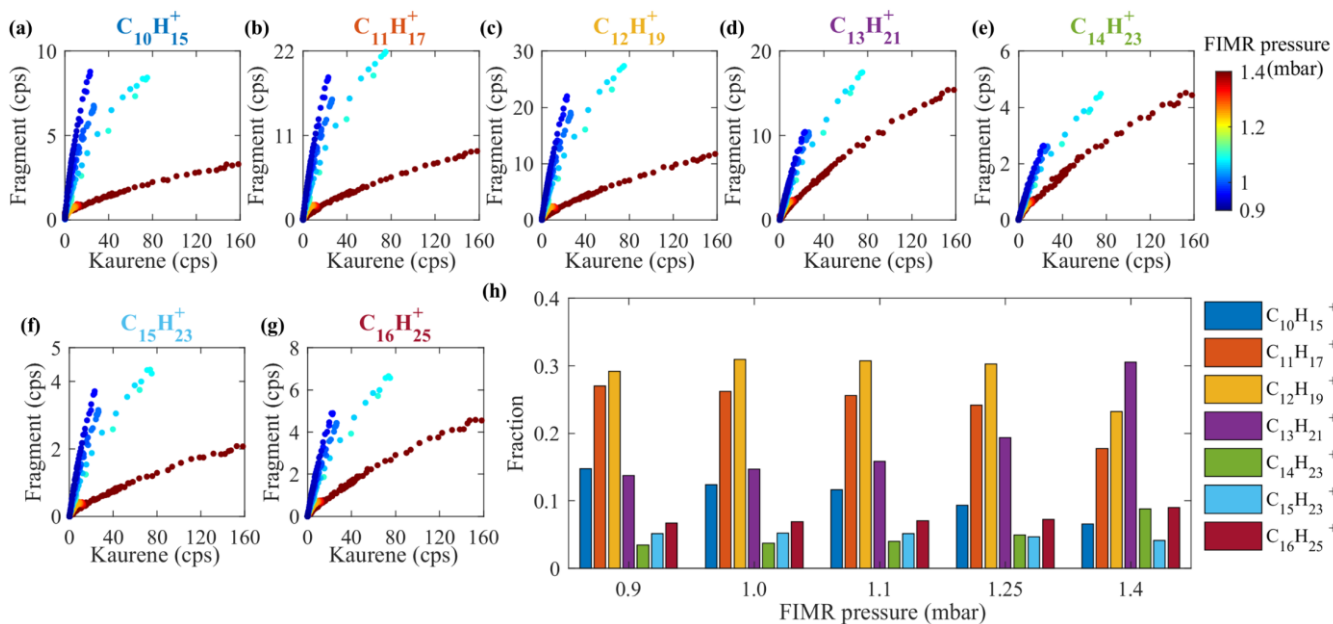 (a) C10H15+
10
5
0
Fragment (cps)
0 40 80 120 160
Kaurene (cps)
(b) C11H17+
22
11
0
Fragment (cps)
0 40 80 120 160
Kaurene (cps)
(c) C12H19+
30
20
10
0
Fragment (cps)
0 40 80 120 160
Kaurene (cps)
(d) C13H21+
20
10
0
Fragment (cps)
0 40 80 120 160
Kaurene (cps)
(e) C14H23+
6
4
2
0
Fragment (cps)
0 40 80 120 160
Kaurene (cps)
FIMR pressure
(mbar)
1.4
1.2
1
0.9
(f) C15H23+
5
4
2
0
Fragment (cps)
0 40 80 120 160
Kaurene (cps)
(g) C16H25+
8
6
4
2
0
Fragment (cps)
0 40 80 120 160
Kaurene (cps)
(h)
0.4
0.3
0.2
0.1
0
Fraction
0.9 1.0 1.1 1.25 1.4
FIMR pressure (mbar)
C10H15+
C11H17+
C12H19+
C13H21+
C14H23+
C15H23+
C16H25+